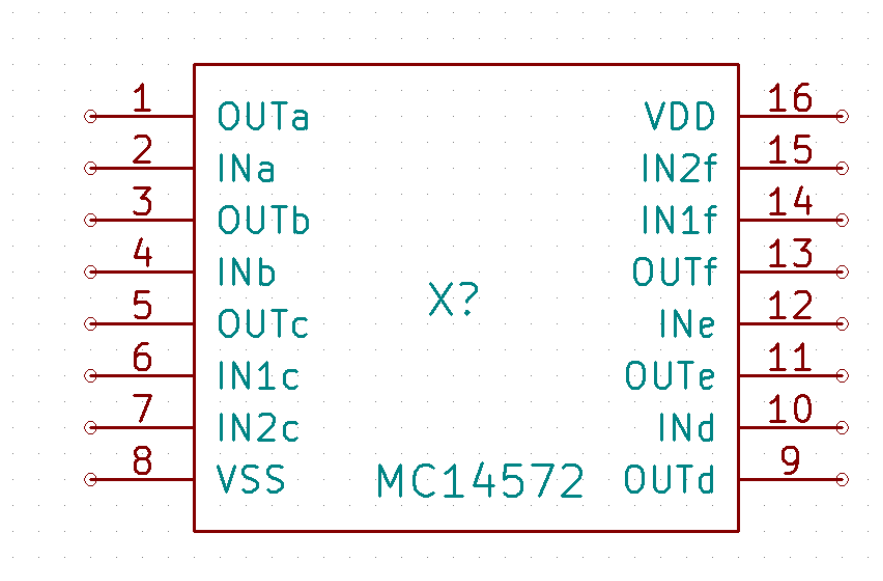 1 OUTa VDD 16
2 INa IN2f 15
3 OUTb IN1f 14
4 INb OUTf 13
X?
5 OUTc INe 12
6 IN1c OUTe 11
7 IN2c INd 10
8 VSS MC14572 OUTd 9